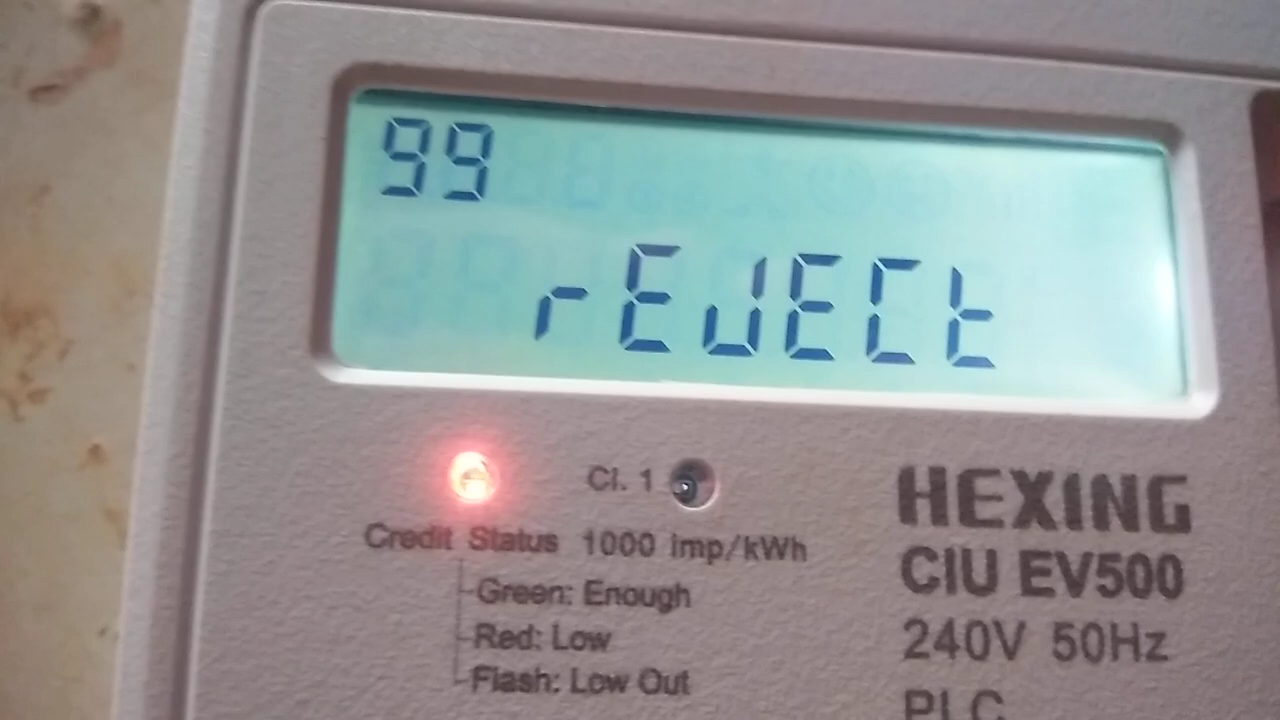 99
rEJECt
Cl. 1
Credit Status 1000 imp/kWh
Green: Enough
Red: Low
Flash: Low Out
HEXING
CIU EV500
240V 50Hz
PLC